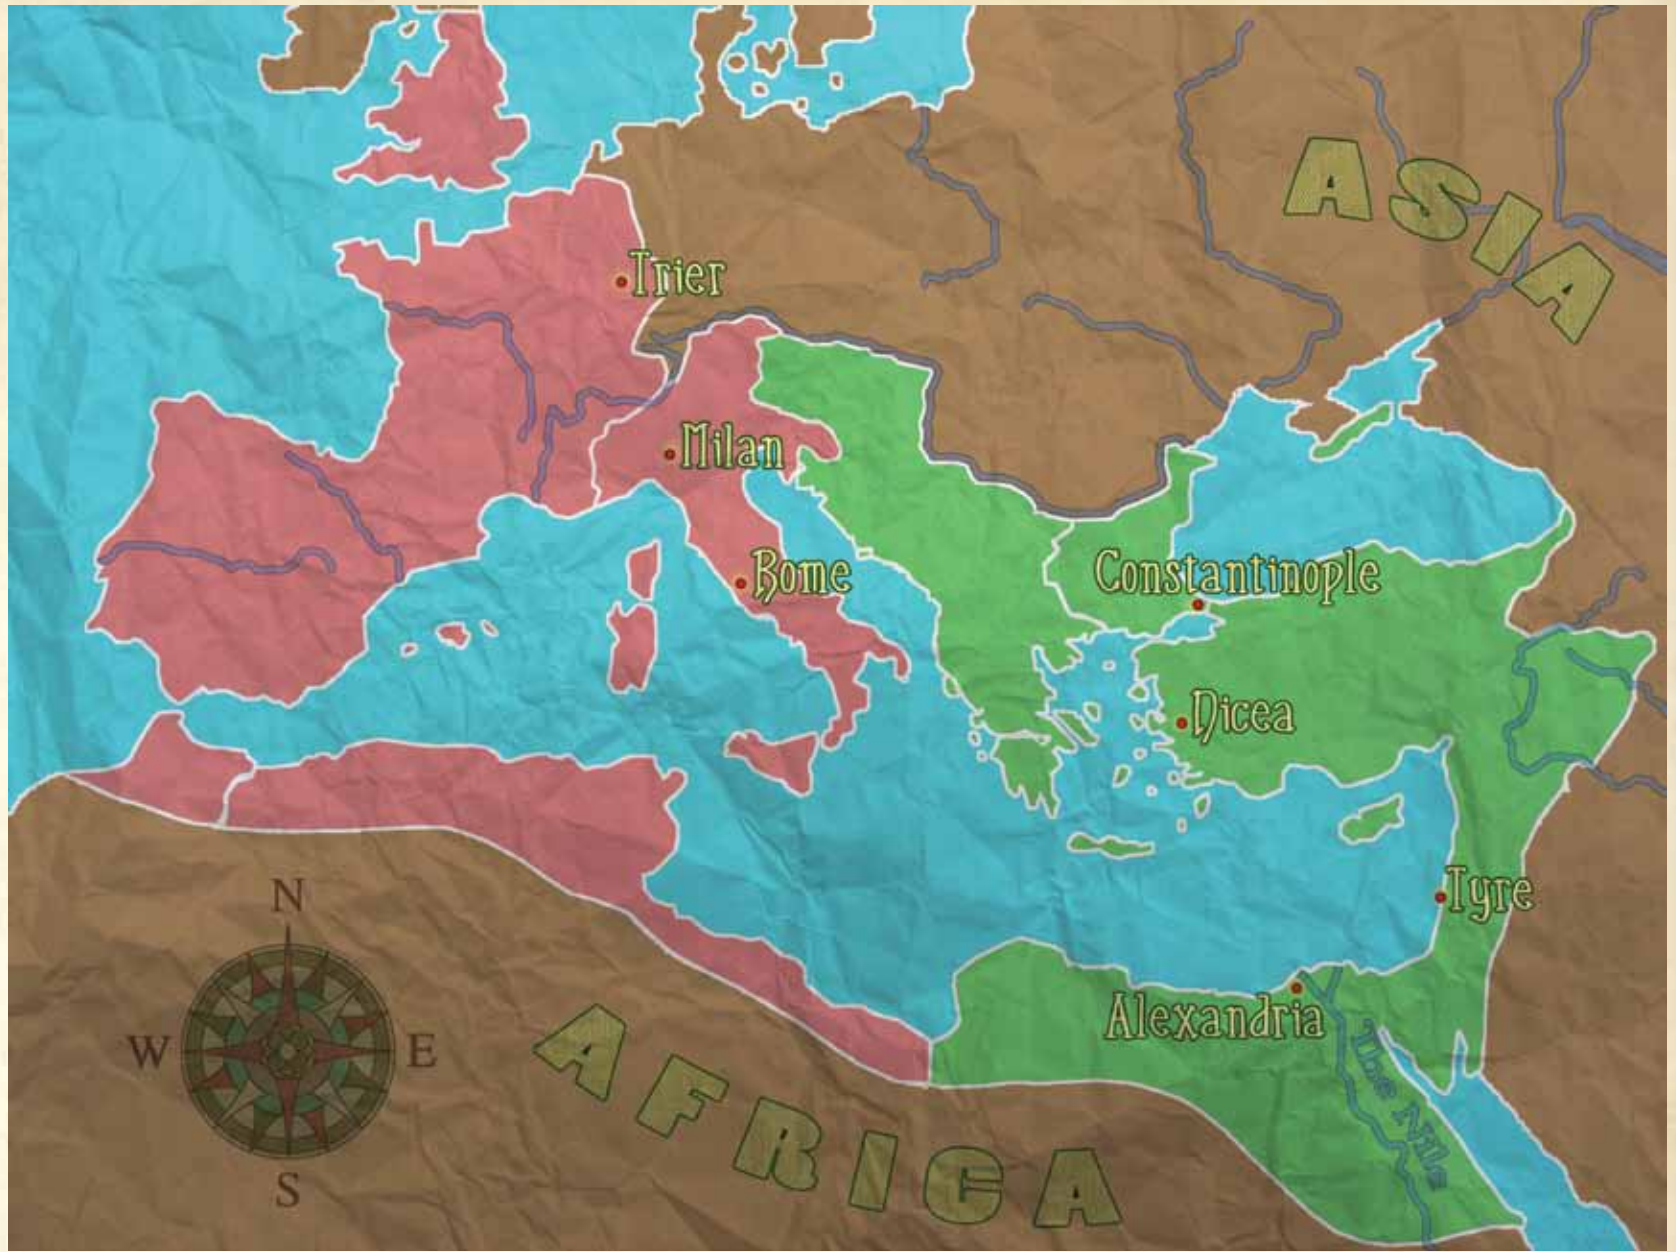 ASIA
Trier
Milan
Rome
Constantinople
Nicea
Tyre
Alexandria
The Nile
AFRICA
N
W
E
S